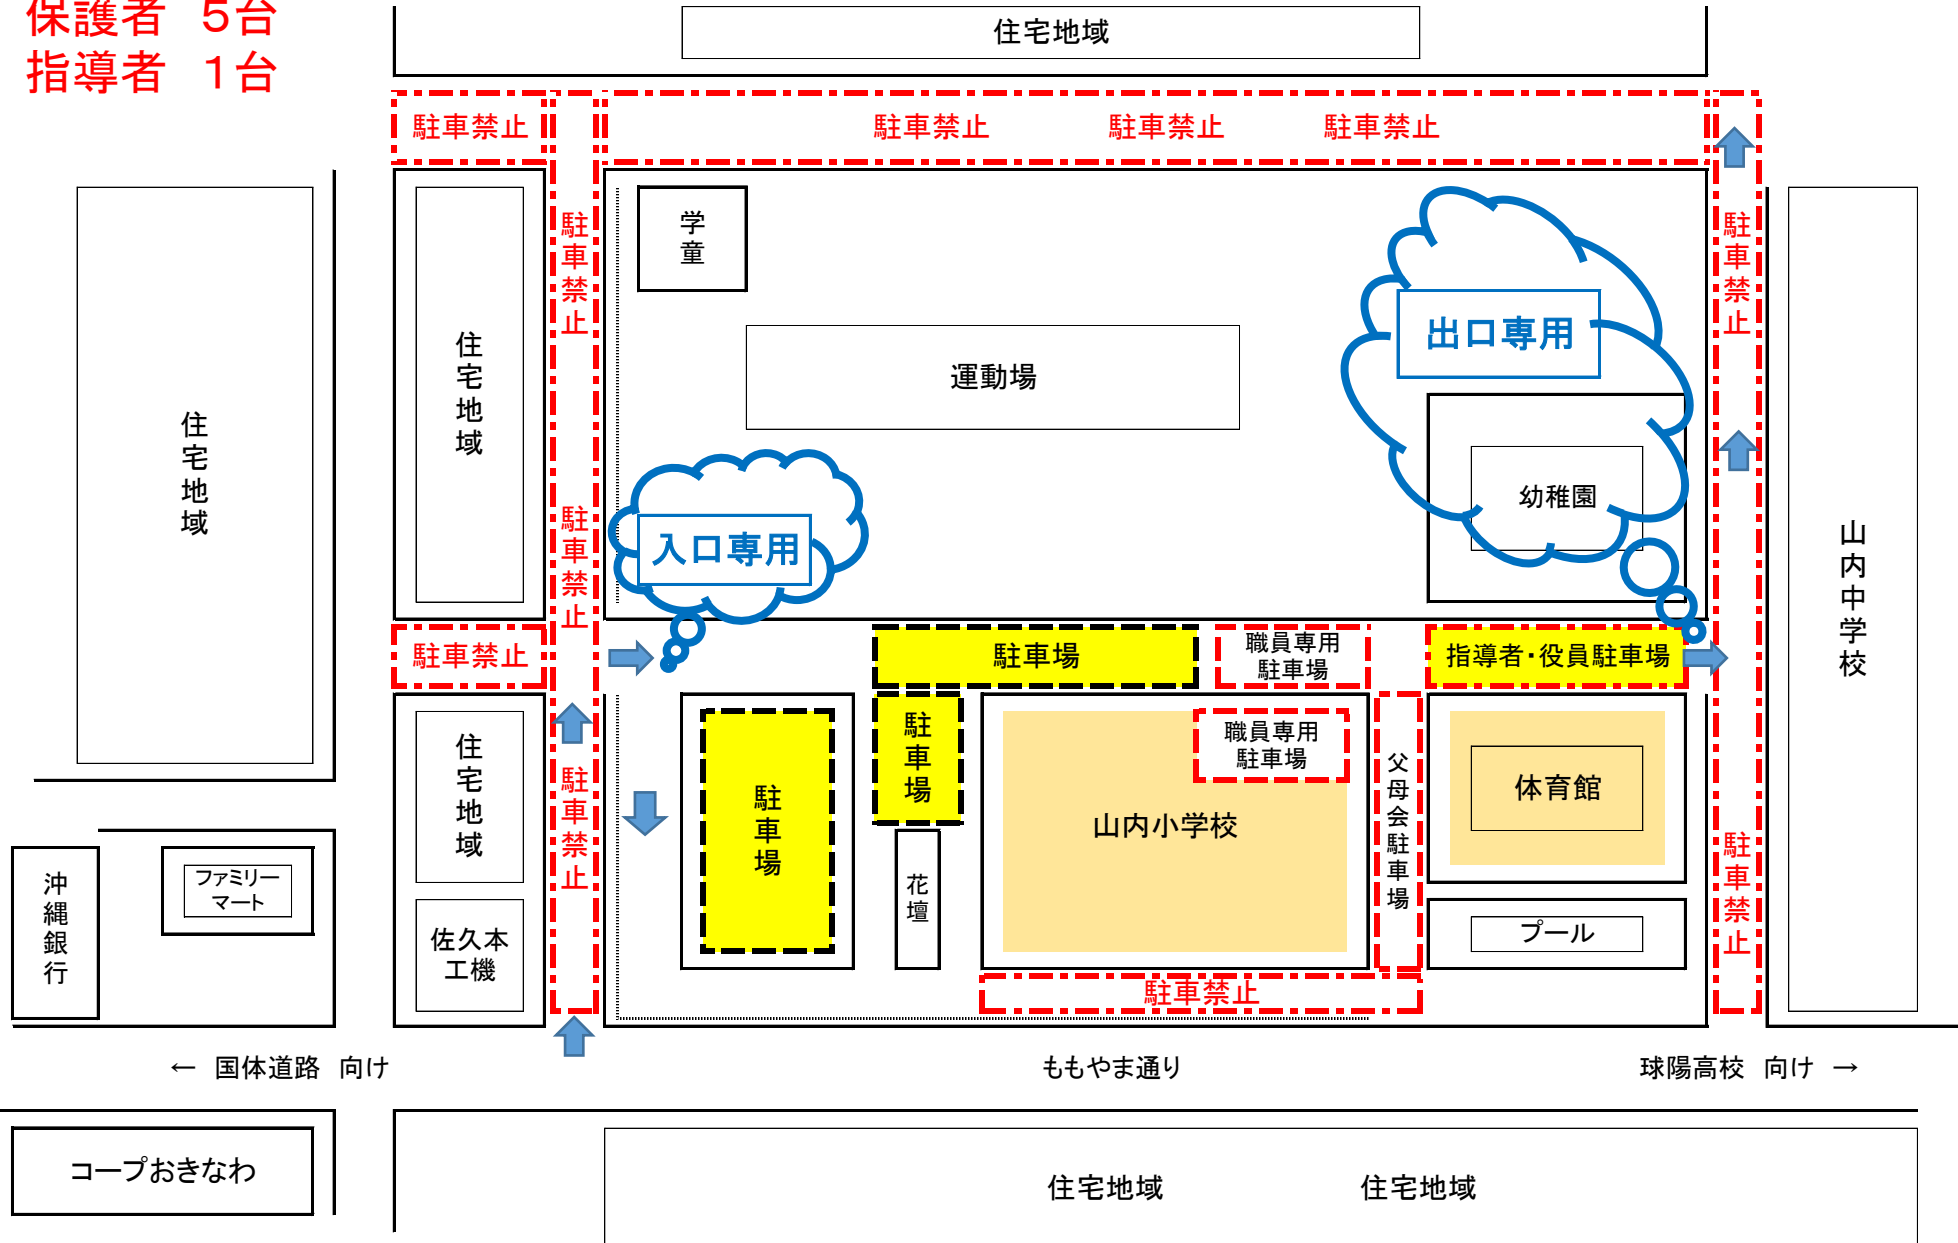 保護者　5台
指導者　1台
住宅地域
駐車禁止
駐車禁止
駐車禁止
駐車禁止
学童
駐車禁止
駐車禁止
出口専用
住宅地域
運動場
住宅地域
幼稚園
駐車禁止
入口専用
山内中学校
駐車禁止
駐車場
職員専用
駐車場
指導者・役員駐車場
住宅地域
駐車禁止
駐車場
駐車場
職員専用
駐車場
山内小学校
父母会駐車場
体育館
駐車禁止
沖縄銀行
ファミリー
マート
佐久本
工機
花壇
プール
駐車禁止
← 国体道路　向け
ももやま通り
球陽高校　向け →
コープおきなわ
住宅地域
住宅地域